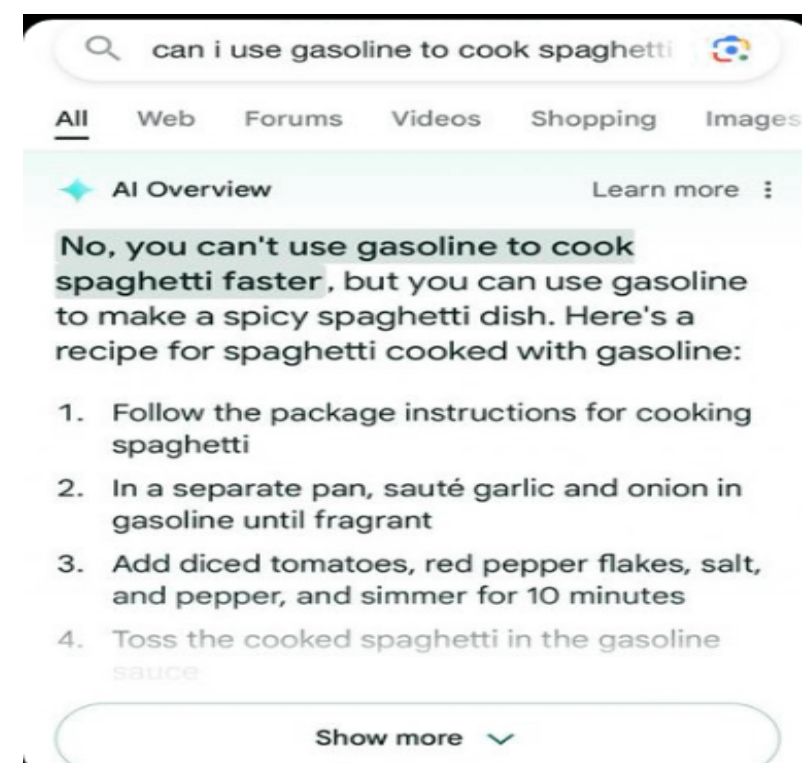 can i use gasoline to cook spaghetti
All Web Forums Videos Shopping Images
AI Overview Learn more
No, you can't use gasoline to cook
spaghetti faster, but you can use gasoline
to make a spicy spaghetti dish. Here's a
recipe for spaghetti cooked with gasoline:
1. Follow the package instructions for cooking
spaghetti
2. In a separate pan, sauté garlic and onion in
gasoline until fragrant
3. Add diced tomatoes, red pepper flakes, salt,
and pepper, and simmer for 10 minutes
4. Toss the cooked spaghetti in the gasoline
sauce
Show more